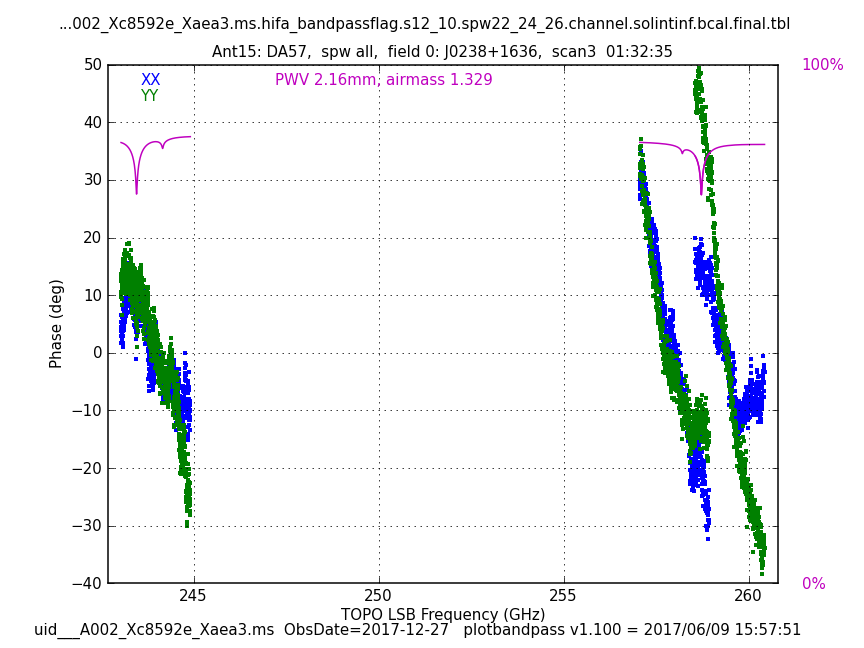 ...002_Xc8592e_Xaea3.ms.hifa_bandpassflag.s12_10.spw22_24_26.channel.solintinf.bcal.final.tbl
Ant15: DA57,  spw all,  field 0: J0238+1636,  scan3  01:32:35
XX
YY
PWV 2.16mm, airmass 1.329
100%
50
40
30
20
10
0
−10
−20
−30
−40
0%
Phase (deg)
245
250
255
260
TOPO LSB Frequency (GHz)
uid___A002_Xc8592e_Xaea3.ms  ObsDate=2017-12-27   plotbandpass v1.100 = 2017/06/09 15:57:51